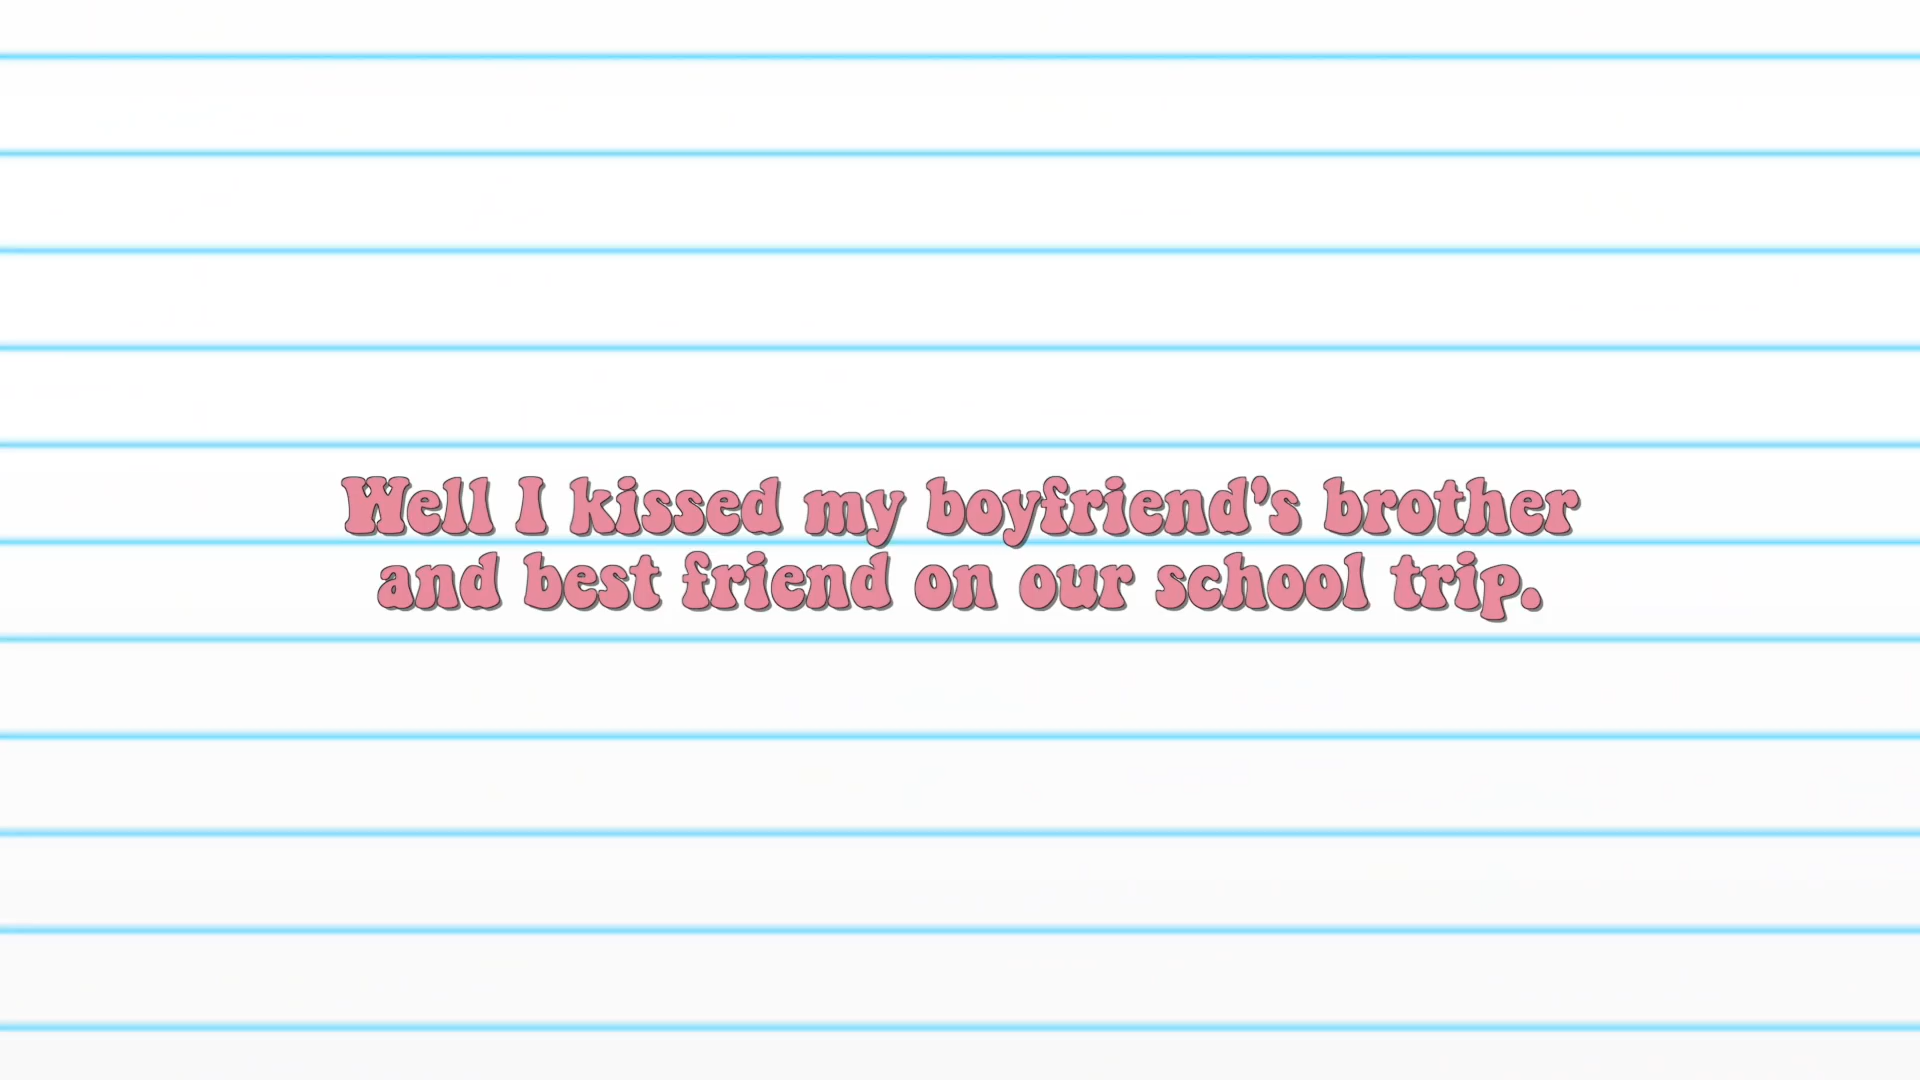 Well I kissed my boyfriend's brother
and best friend on our school trip.